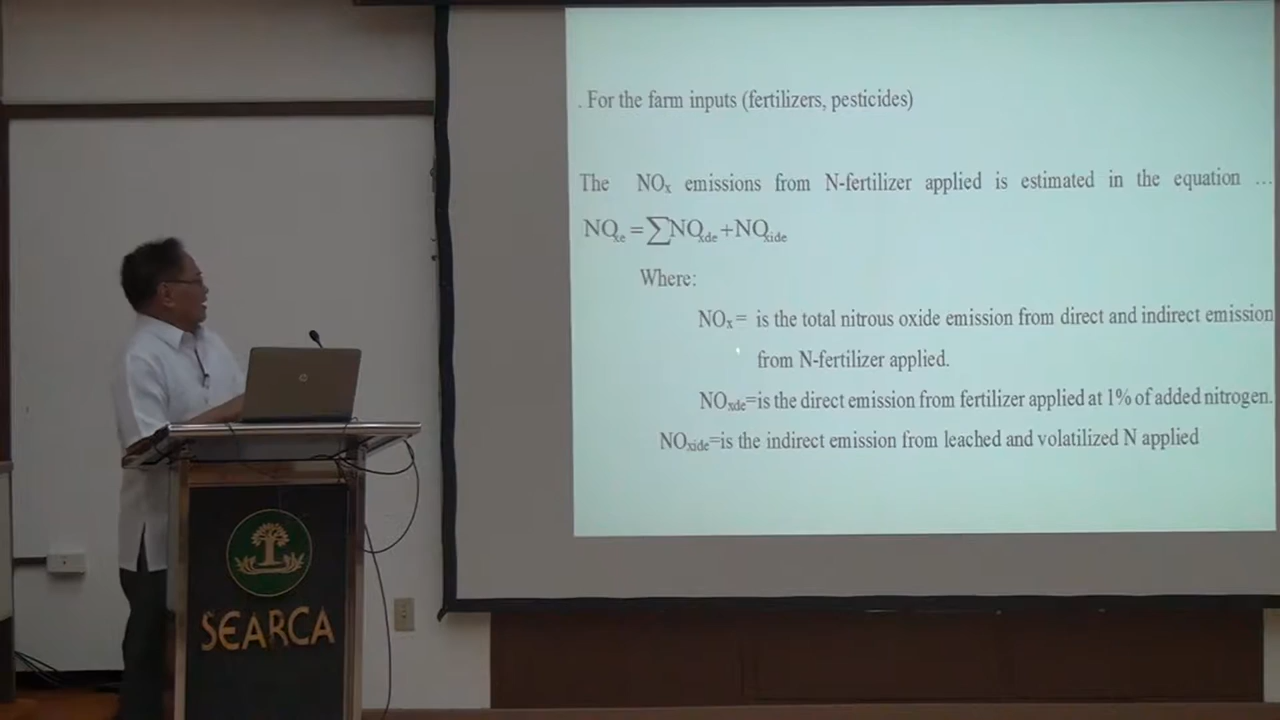 . For the farm inputs (fertilizers, pesticides)
The NOx emissions from N-fertilizer applied is estimated in the equation ...
NOxe = ∑NOxde + NOxide
Where:
NOx = is the total nitrous oxide emission from direct and indirect emission
from N-fertilizer applied.
NOxde=is the direct emission from fertilizer applied at 1% of added nitrogen.
NOxide=is the indirect emission from leached and volatilized N applied
hp
SEARCA